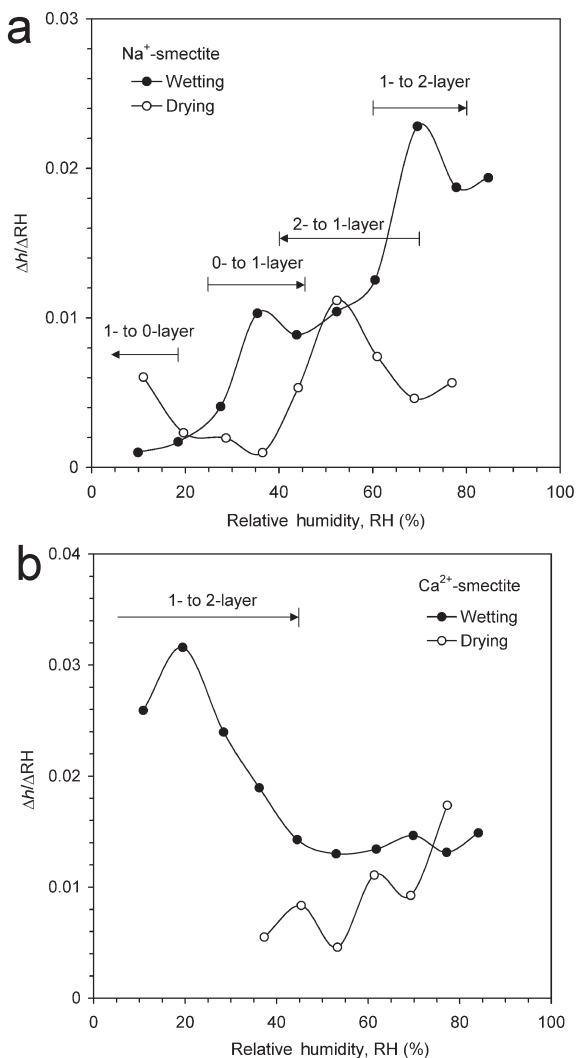 a
0.03
Na⁺-smectite
Wetting
Drying
1- to 2-layer
0.02
2- to 1-layer
0- to 1-layer
Δh/ΔRH
0.01
1- to 0-layer
0
0 20 40 60 80 100
Relative humidity, RH (%)
b
0.04
1- to 2-layer
Ca²⁺-smectite
Wetting
Drying
0.03
Δh/ΔRH
0.02
0.01
0
0 20 40 60 80 100
Relative humidity, RH (%)